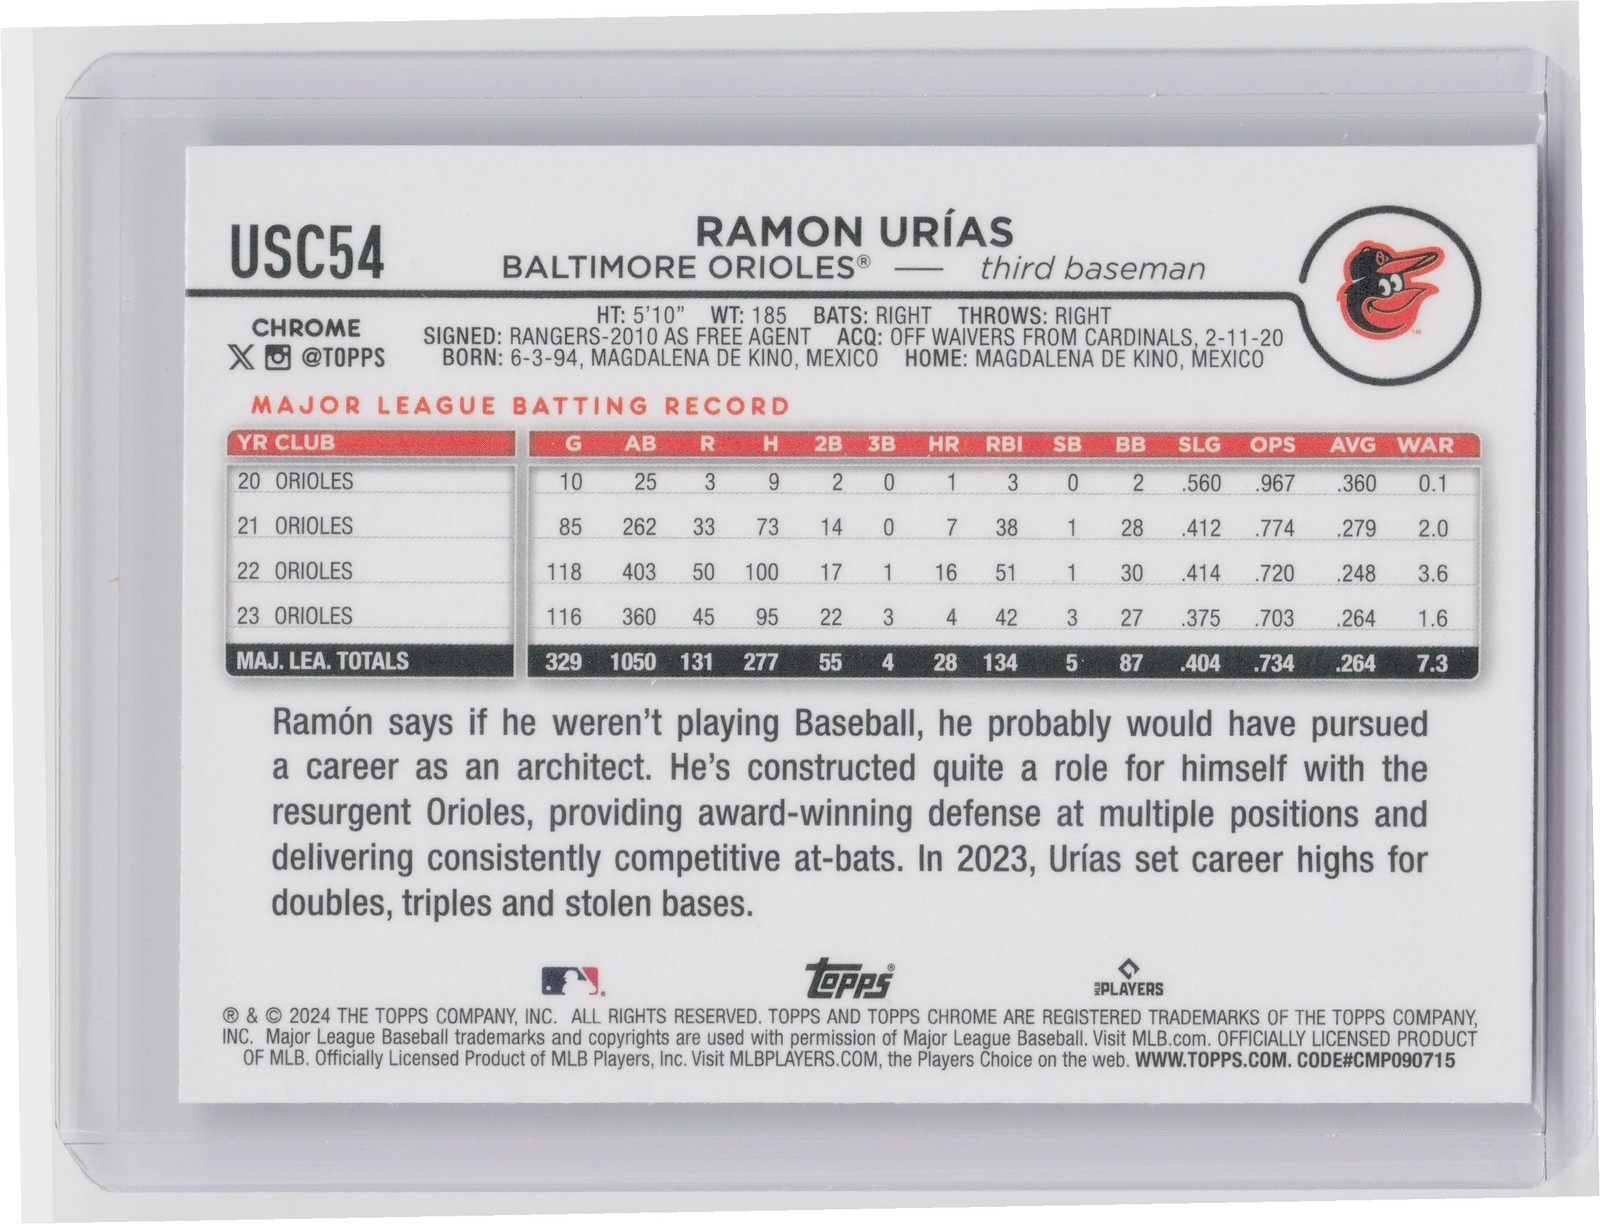 USC54
RAMON URÍAS
BALTIMORE ORIOLES® — third baseman
CHROME
@TOPPS
HT: 5'10" WT: 185 BATS: RIGHT THROWS: RIGHT
SIGNED: RANGERS-2010 AS FREE AGENT ACQ: OFF WAIVERS FROM CARDINALS, 2-11-20
BORN: 6-3-94, MAGDALENA DE KINO, MEXICO HOME: MAGDALENA DE KINO, MEXICO
MAJOR LEAGUE BATTING RECORD
YR CLUB G AB R H 2B 3B HR RBI SB BB SLG OPS AVG WAR
20 ORIOLES 10 25 3 9 2 0 1 3 0 2 .560 .967 .360 0.1
21 ORIOLES 85 262 33 73 14 0 7 38 1 28 .412 .774 .279 2.0
22 ORIOLES 118 403 50 100 17 1 16 51 1 30 .414 .720 .248 3.6
23 ORIOLES 116 360 45 95 22 3 4 42 3 27 .375 .703 .264 1.6
MAJ. LEA. TOTALS 329 1050 131 277 55 4 28 134 5 87 .404 .734 .264 7.3
Ramón says if he weren't playing Baseball, he probably would have pursued
a career as an architect. He's constructed quite a role for himself with the
resurgent Orioles, providing award-winning defense at multiple positions and
delivering consistently competitive at-bats. In 2023, Urías set career highs for
doubles, triples and stolen bases.
Topps®
MLB PLAYERS
® & © 2024 THE TOPPS COMPANY, INC. ALL RIGHTS RESERVED. TOPPS AND TOPPS CHROME ARE REGISTERED TRADEMARKS OF THE TOPPS COMPANY,
INC. Major League Baseball trademarks and copyrights are used with permission of Major League Baseball. Visit MLB.com. OFFICIALLY LICENSED PRODUCT
OF MLB. Officially Licensed Product of MLB Players, Inc. Visit MLBPLAYERS.COM, the Players Choice on the web. WWW.TOPPS.COM. CODE#CMP090715